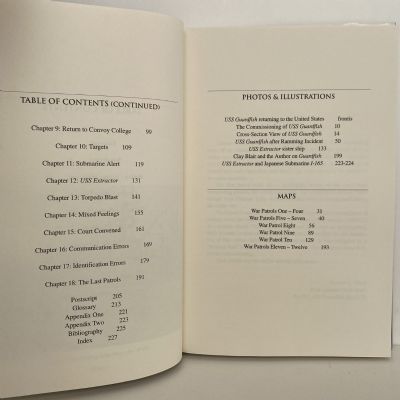 TABLE OF CONTENTS (CONTINUED)
Chapter 9: Return to Convoy College 99
Chapter 10: Targets 109
Chapter 11: Submarine Alert 119
Chapter 12: USS Extractor 131
Chapter 13: Torpedo Blast 141
Chapter 14: Mixed Feelings 155
Chapter 15: Court Convened 161
Chapter 16: Communication Errors 169
Chapter 17: Identification Errors 179
Chapter 18: The Last Patrols 191
Postscript 205
Glossary 213
Appendix One 221
Appendix Two 223
Bibliography 225
Index 227
PHOTOS & ILLUSTRATIONS
USS Guardfish returning to the United States frontis
The Commissioning of USS Guardfish 10
Cross-Section View of USS Guardfish 14
USS Guardfish after Ramming Incident 50
USS Extractor sister ship 133
Clay Blair and the Author on Guardfish 199
USS Extractor and Japanese Submarine I-165 223-224
MAPS
War Patrols One – Four 31
War Patrols Five – Seven 40
War Patrol Eight 56
War Patrol Nine 89
War Patrol Ten 129
War Patrols Eleven – Twelve 193